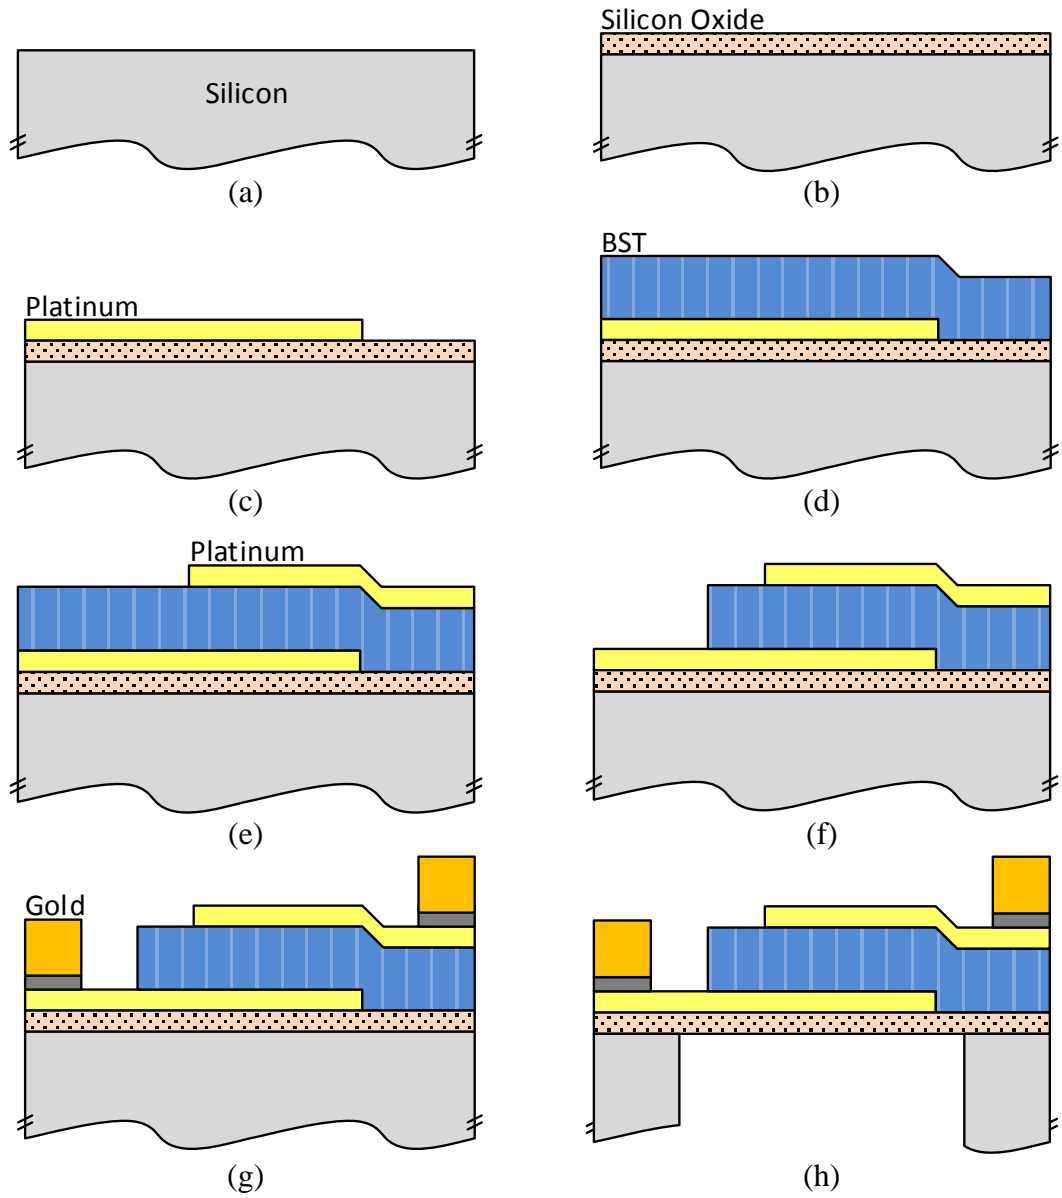 Silicon
(a)
Silicon Oxide
(b)
Platinum
(c)
BST
(d)
Platinum
(e)
(f)
Gold
(g)
(h)